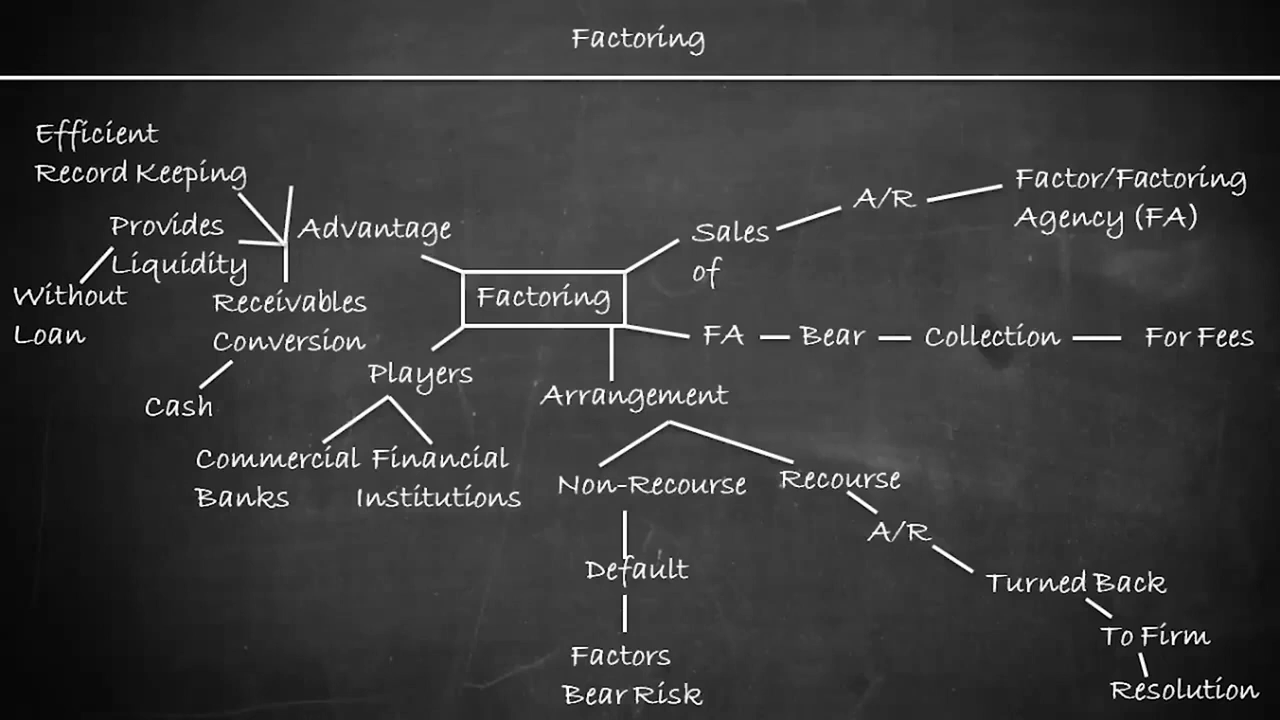 Factoring
Efficient
Record Keeping
Provides
Liquidity
Without
Loan
Advantage
Receivables
Conversion
Cash
Factoring
Sales
of
A/R
Factor/Factoring
Agency (FA)
FA
Bear
Collection
For Fees
Players
Commercial
Banks
Financial
Institutions
Arrangement
Non-Recourse
Default
Factors
Bear Risk
Recourse
A/R
Turned Back
To Firm
Resolution